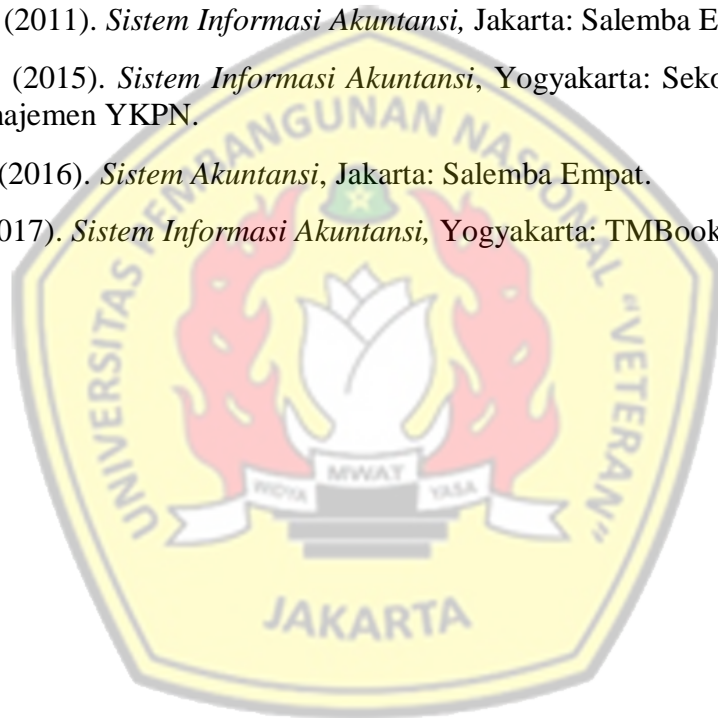 (2011). Sistem Informasi Akuntansi, Jakarta: Salemba E
(2015). Sistem Informasi Akuntansi, Yogyakarta: Seko
najemen YKPN.
(2016). Sistem Akuntansi, Jakarta: Salemba Empat.
017). Sistem Informasi Akuntansi, Yogyakarta: TMBook
UNIVERSITAS PEMBANGUNAN NASIONAL "VETERAN"
WIDYA MWAT YASA
JAKARTA